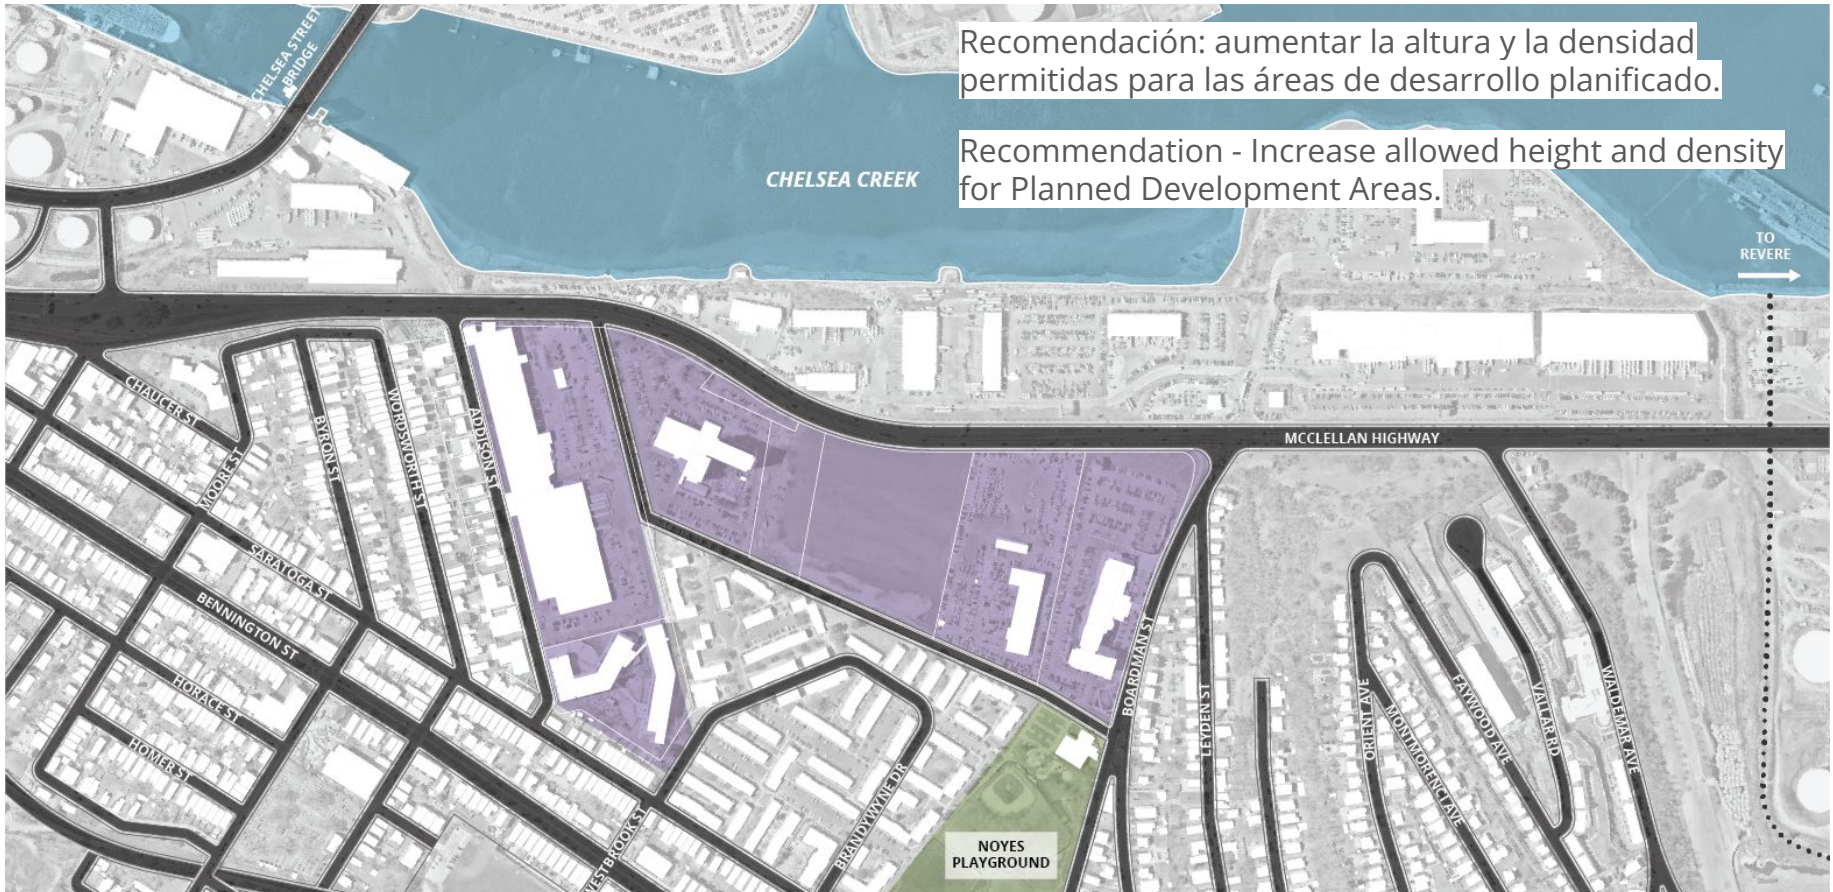 Recomendación: aumentar la altura y la densidad
permitidas para las áreas de desarrollo planificado.
Recommendation - Increase allowed height and density
for Planned Development Areas.
CHELSEA STREET
BRIDGE
CHELSEA CREEK
TO
REVERE
MCCLELLAN HIGHWAY
CHAUCER ST
MOORE ST
BYRON ST
WORDSWORTH ST
ADDISON ST
SARATOGA ST
BENNINGTON ST
HORACE ST
HOMER ST
WESTBROOK ST
BRANDYWYNE DR
BOARDMAN ST
LEYDEN ST
ORIENT AVE
MONTMORENCI AVE
FAYWOOD AVE
VALLAR RD
WALDEMAR AVE
NOYES
PLAYGROUND